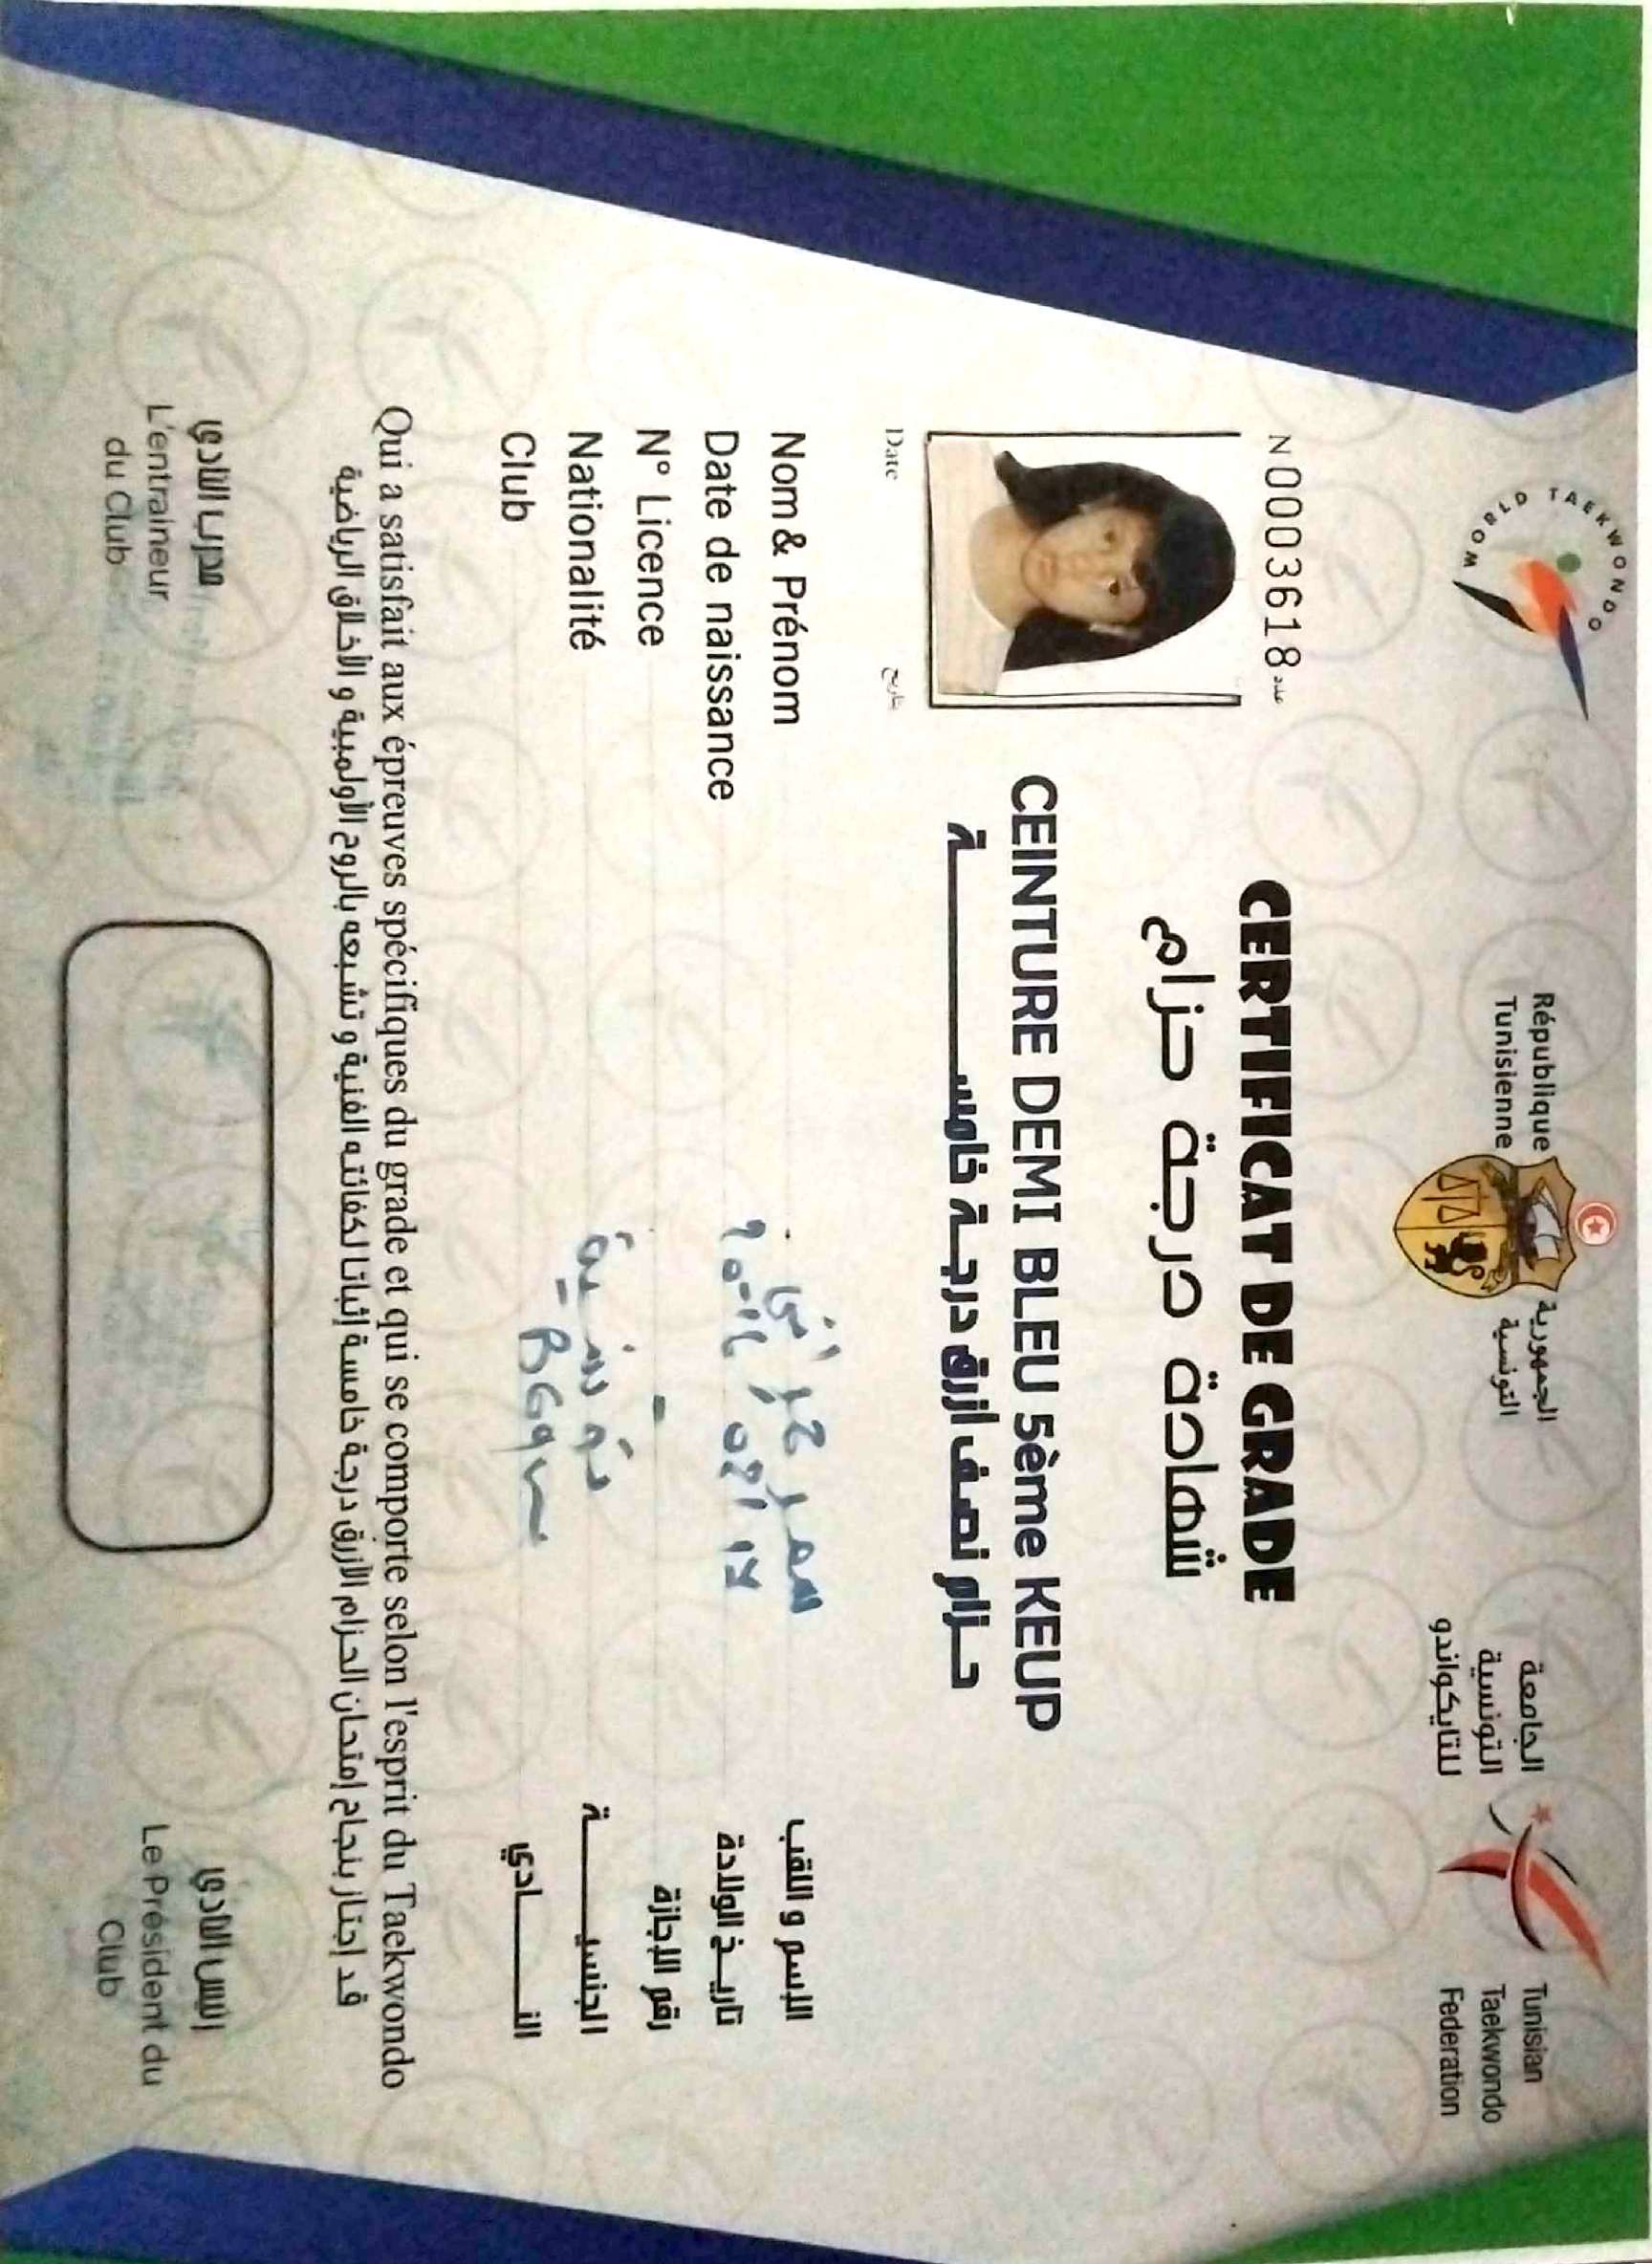 WORLD TAEKWONDO
République
Tunisienne
الجمهورية
التونسية
الجامعة
التونسية
للتايكواندو
Tunisian
Taekwondo
Federation
CERTIFICAT DE GRADE
شهادة درجة حزام
N 00003618 عدد
CEINTURE DEMI BLEU 5ème KEUP
حزام نصف أزرق درجة خامسة
Date تاريخ
Nom & Prénom الإسم و اللقب
Date de naissance تاريخ الولادة
N° Licence - رقم الإجازة
Nationalité تونسية الجنسية
Club النادي
Qui a satisfait aux épreuves spécifiques du grade et qui se comporte selon l'esprit du Taekwondo
قد إجتاز بنجاح إمتحان الحزام الأزرق درجة خامسة إثباتا لكفائته الفنية و تشبعه بالروح الأولمبية و الأخلاق الرياضية
مدرب النادي
L'entraineur
du Club
رئيس النادي
Le Président du
Club